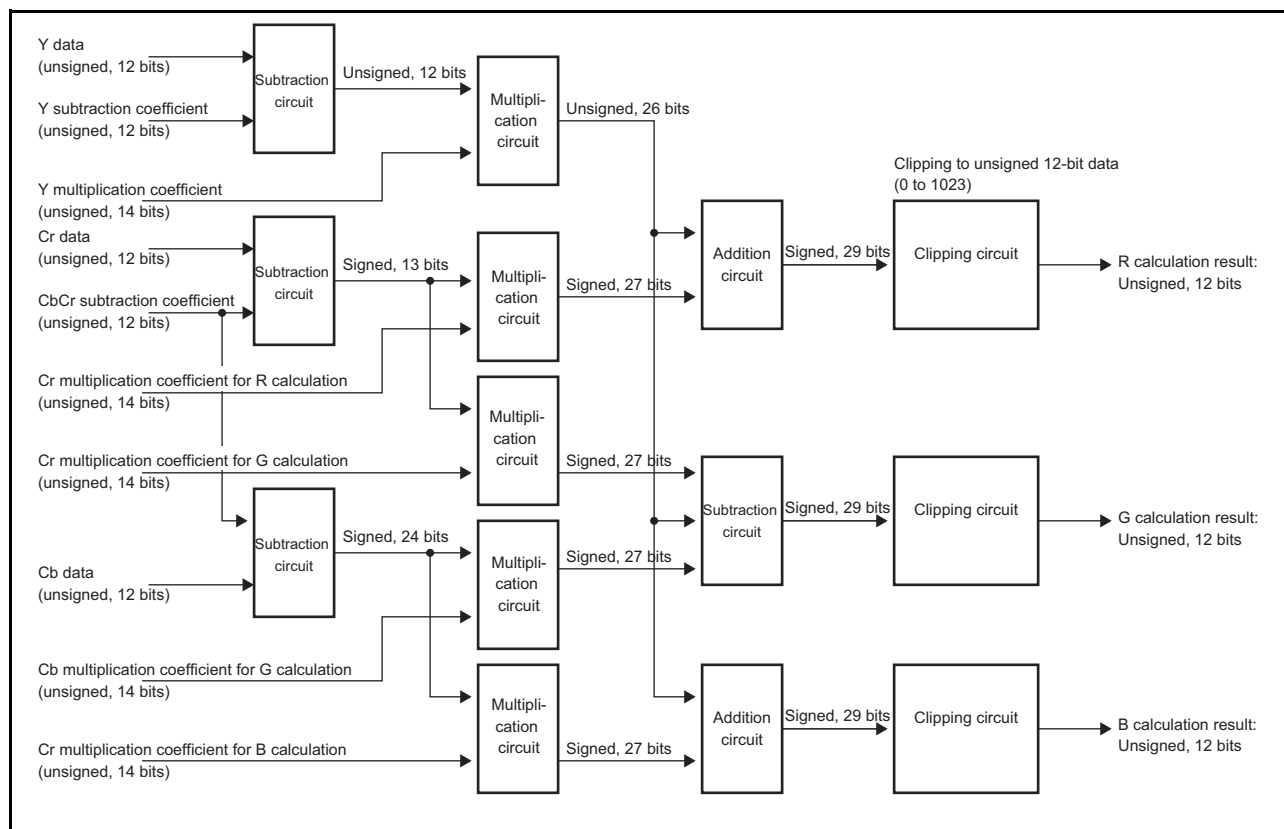 Y data
(unsigned, 12 bits)
Y subtraction coefficient
(unsigned, 12 bits)
Subtraction
circuit
Unsigned, 12 bits
Multipli-
cation
circuit
Unsigned, 26 bits
Y multiplication coefficient
(unsigned, 14 bits)
Cr data
(unsigned, 12 bits)
CbCr subtraction coefficient
(unsigned, 12 bits)
Subtraction
circuit
Signed, 13 bits
Multipli-
cation
circuit
Signed, 27 bits
Addition
circuit
Signed, 29 bits
Clipping to unsigned 12-bit data
(0 to 1023)
Clipping circuit
R calculation result:
Unsigned, 12 bits
Cr multiplication coefficient for R calculation
(unsigned, 14 bits)
Multipli-
cation
circuit
Signed, 27 bits
Cr multiplication coefficient for G calculation
(unsigned, 14 bits)
Subtraction
circuit
Signed, 24 bits
Cb data
(unsigned, 12 bits)
Multipli-
cation
circuit
Signed, 27 bits
Subtraction
circuit
Signed, 29 bits
Clipping circuit
G calculation result:
Unsigned, 12 bits
Cb multiplication coefficient for G calculation
(unsigned, 14 bits)
Multipli-
cation
circuit
Signed, 27 bits
Cr multiplication coefficient for B calculation
(unsigned, 14 bits)
Addition
circuit
Signed, 29 bits
Clipping circuit
B calculation result:
Unsigned, 12 bits